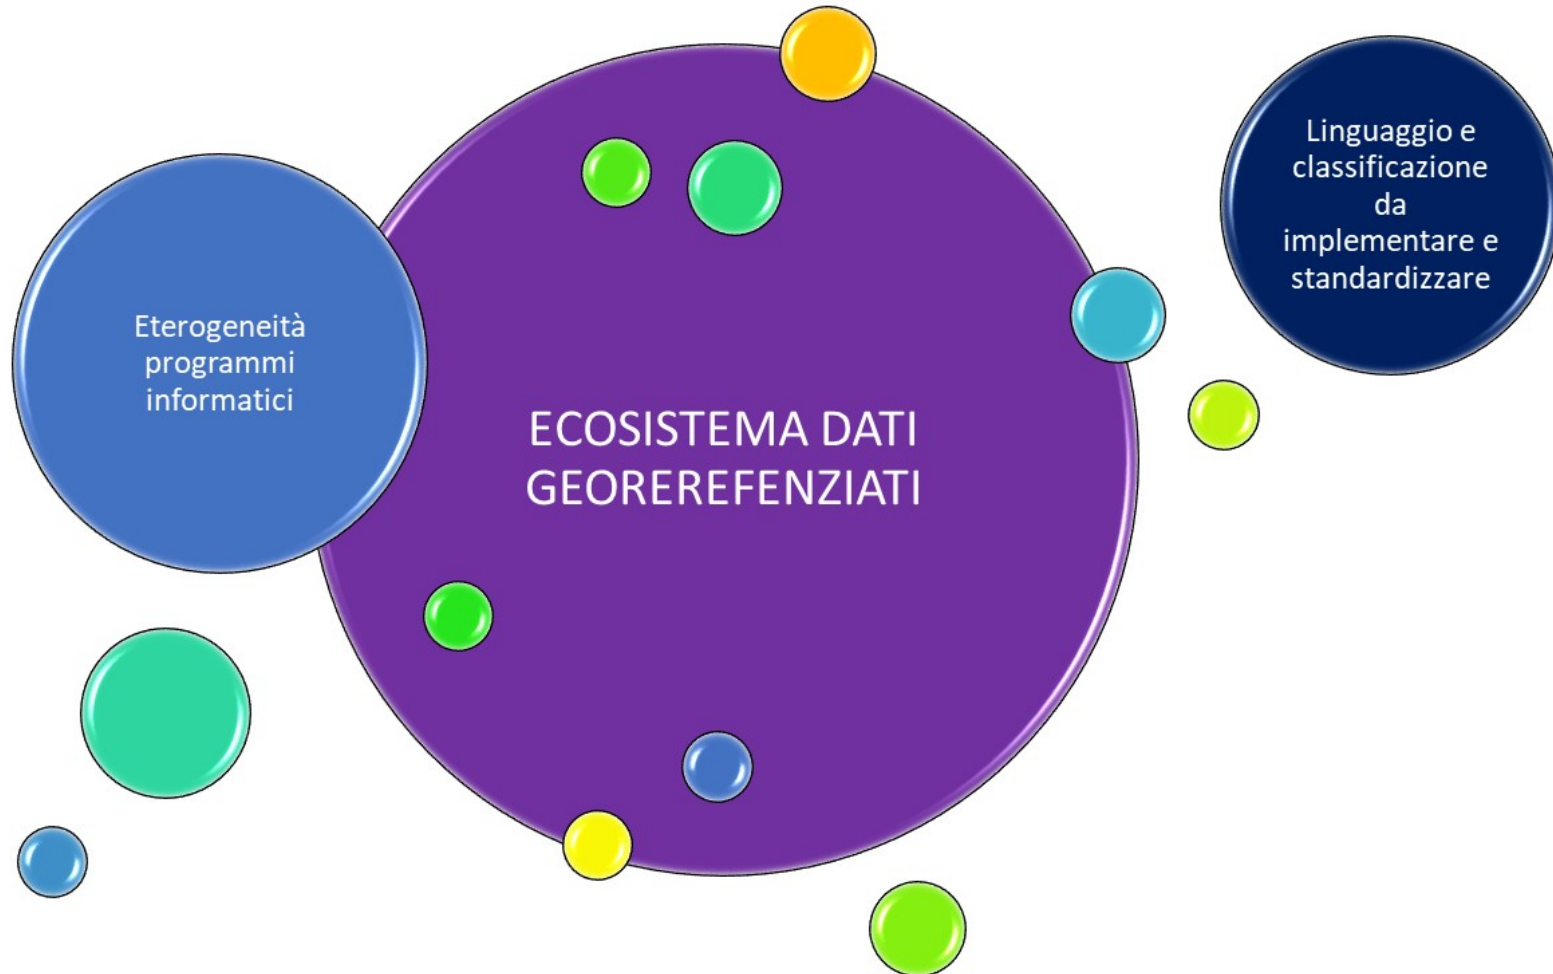 Eterogeneità
programmi
informatici
ECOSISTEMA DATI
GEOREREFENZIATI
Linguaggio e
classificazione
da
implementare e
standardizzare